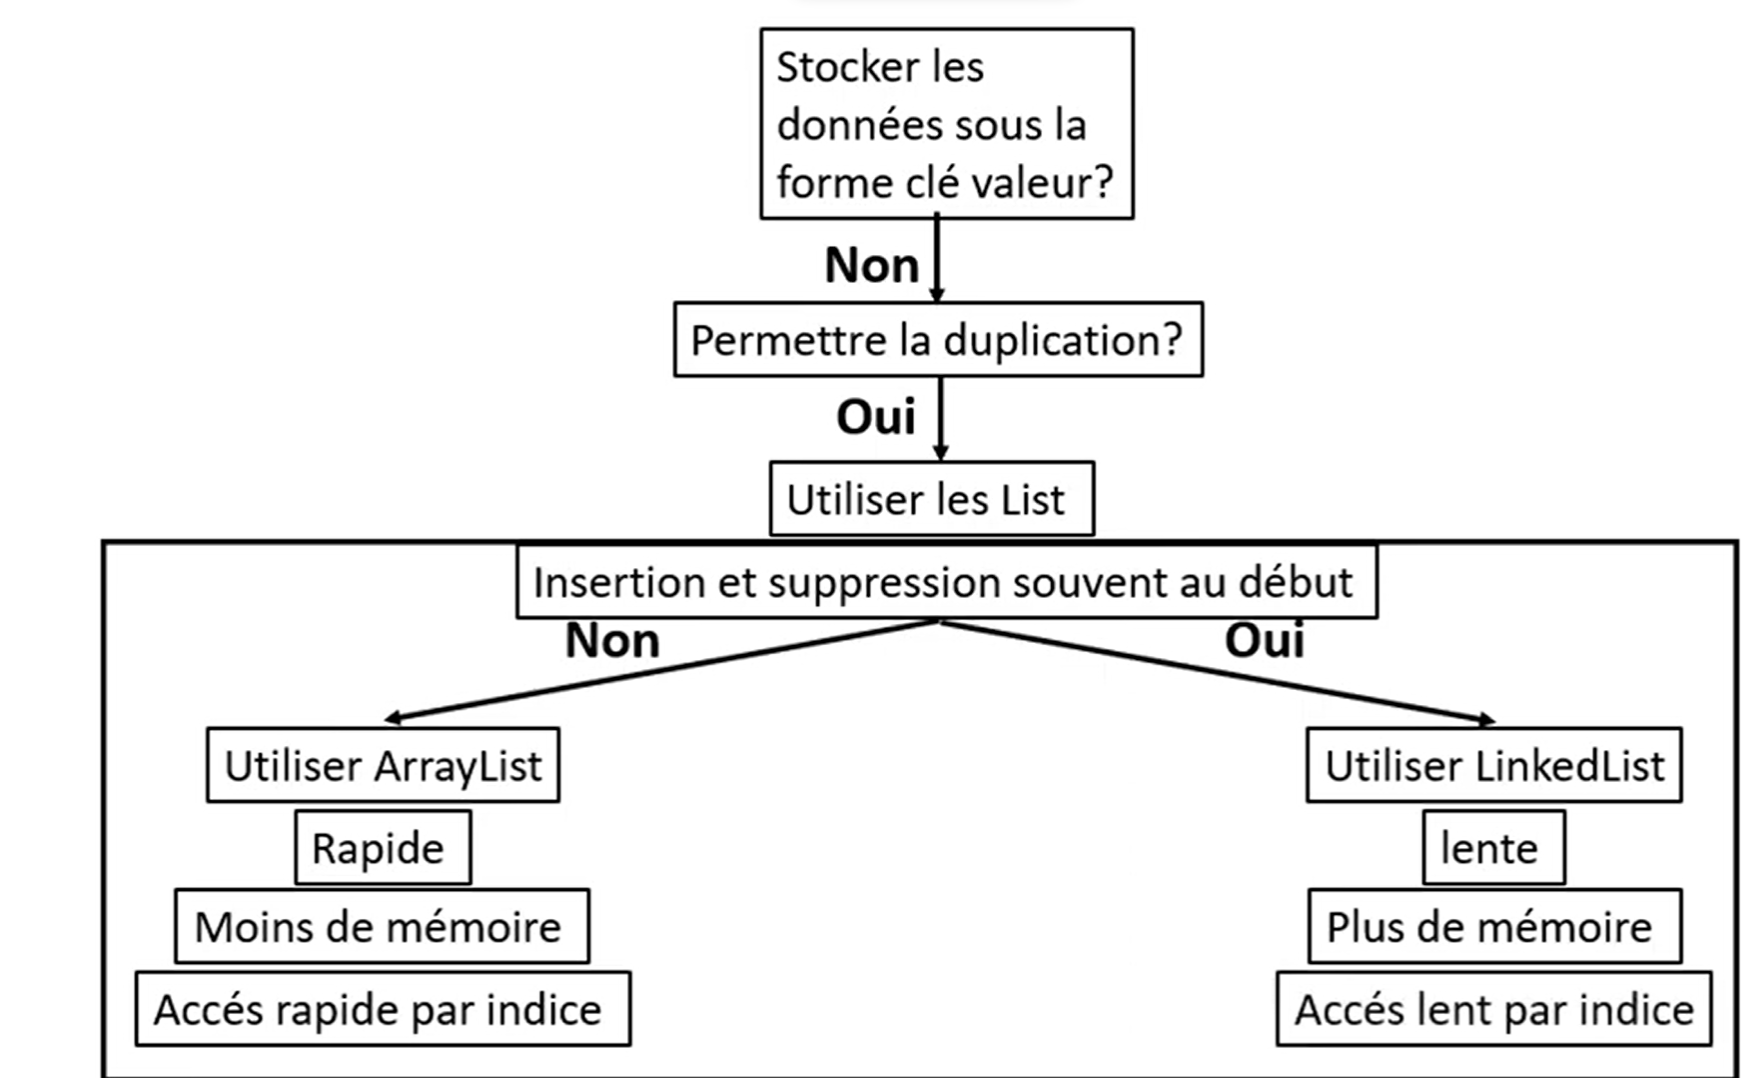 Stocker les
données sous la
forme clé valeur?
Non
Permettre la duplication?
Oui
Utiliser les List
Insertion et suppression souvent au début
Non
Oui
Utiliser ArrayList
Utiliser LinkedList
Rapide
lente
Moins de mémoire
Plus de mémoire
Accés rapide par indice
Accés lent par indice